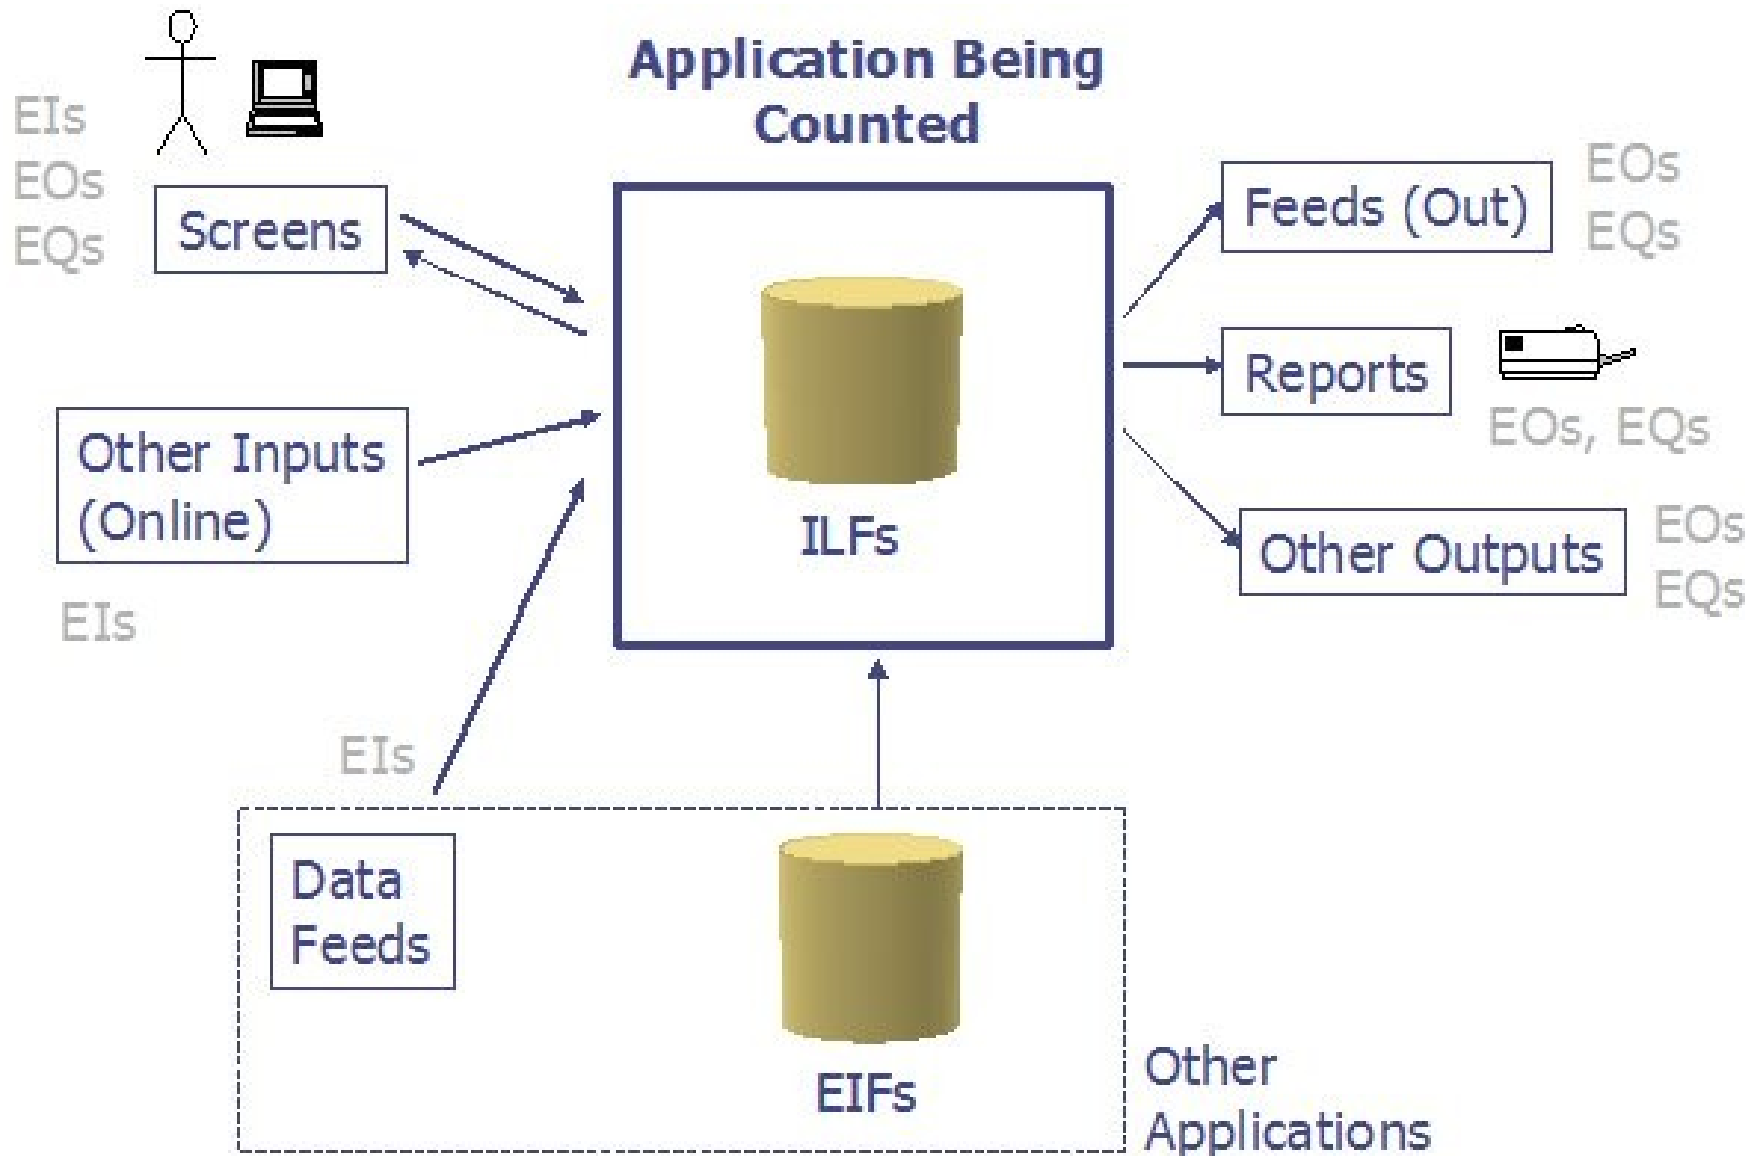 Application Being
Counted
EIs
EOs
EQs
Screens
Other Inputs
(Online)
EIs
ILFs
Feeds (Out)
EOs
EQs
Reports
EOs, EQs
Other Outputs
EOs
EQs
EIs
Data
Feeds
EIFs
Other
Applications